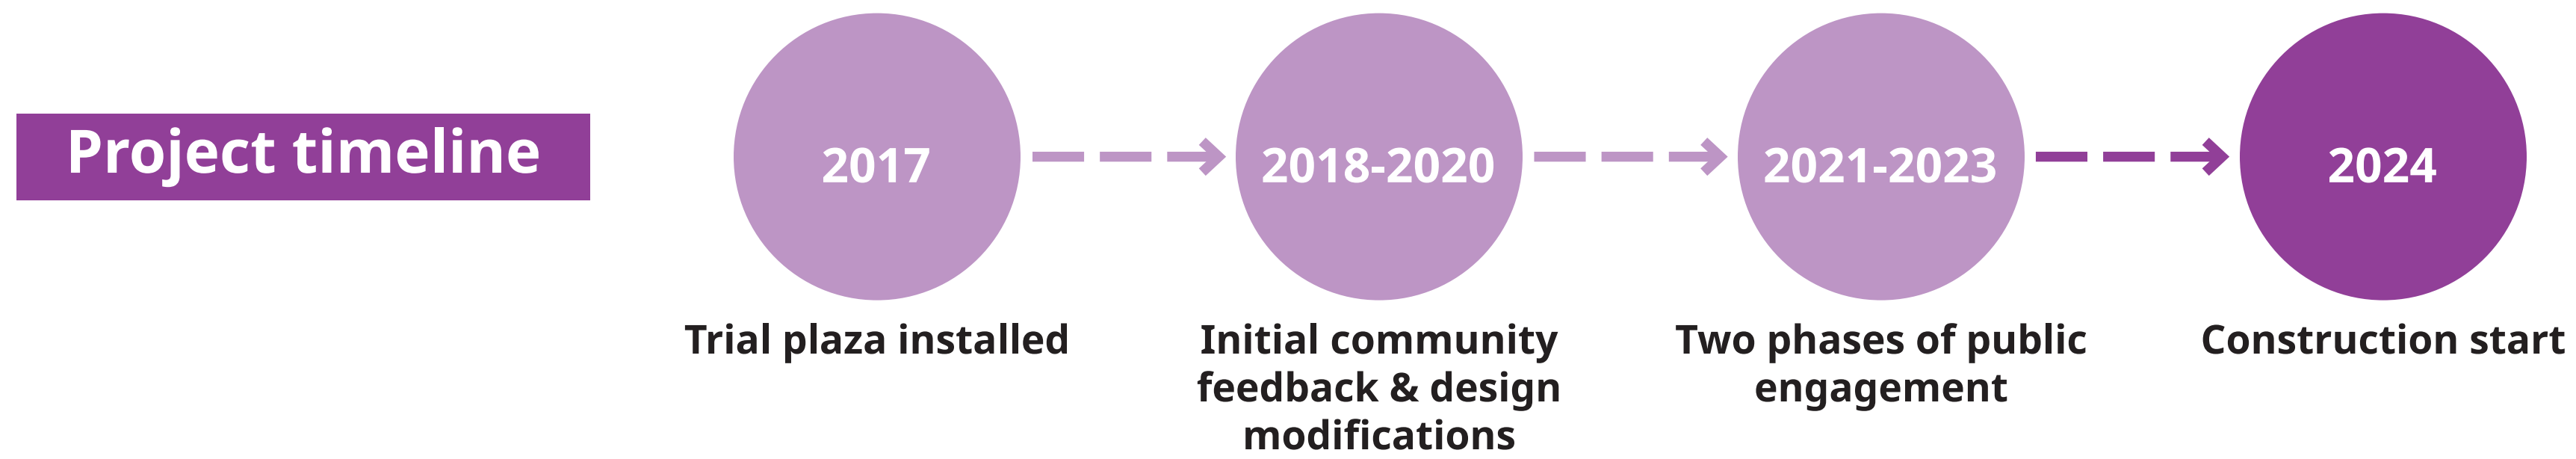 Project timeline
2017
2018-2020
2021-2023
2024
Trial plaza installed
Initial community
feedback & design
modifications
Two phases of public
engagement
Construction start